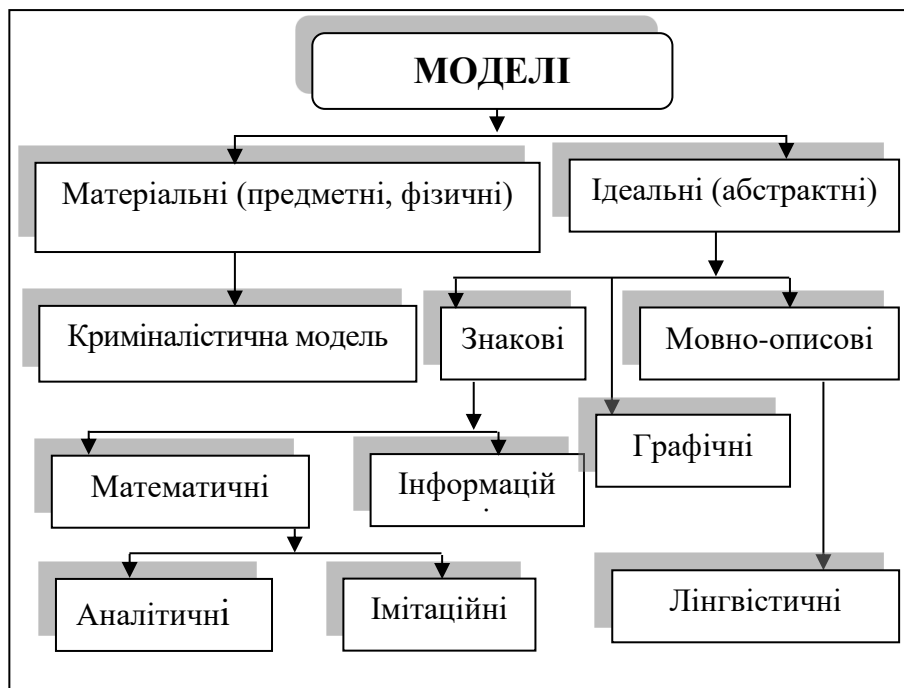 МОДЕЛІ
Матеріальні (предметні, фізичні)
Ідеальні (абстрактні)
Криміналістична модель
Знакові
Мовно-описові
Графічні
Математичні
Інформацій
Аналітичні
Імітаційні
Лінгвістичні